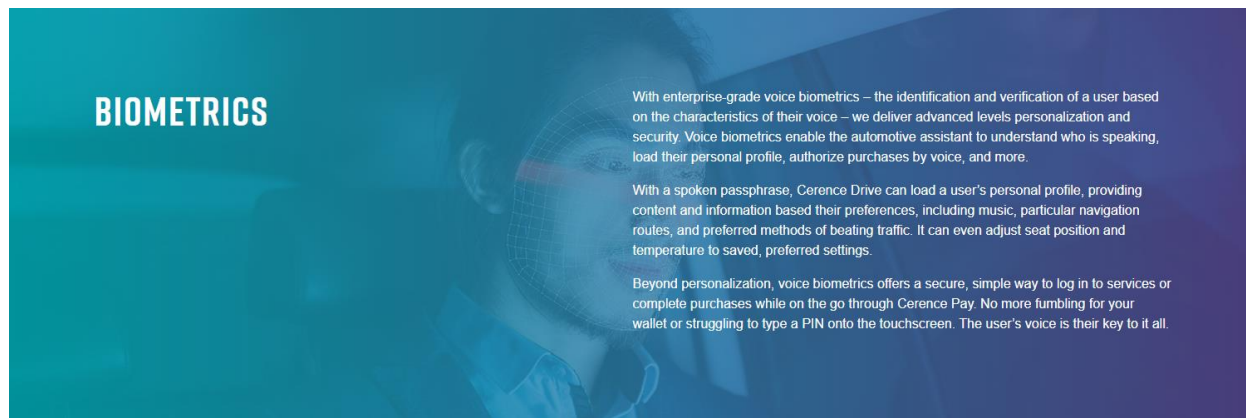 BIOMETRICS
With enterprise-grade voice biometrics – the identification and verification of a user based
on the characteristics of their voice – we deliver advanced levels personalization and
security. Voice biometrics enable the automotive assistant to understand who is speaking,
load their personal profile, authorize purchases by voice, and more.
With a spoken passphrase, Cerence Drive can load a user's personal profile, providing
content and information based their preferences, including music, particular navigation
routes, and preferred methods of beating traffic. It can even adjust seat position and
temperature to saved, preferred settings.
Beyond personalization, voice biometrics offers a secure, simple way to log in to services or
complete purchases while on the go through Cerence Pay. No more fumbling for your
wallet or struggling to type a PIN onto the touchscreen. The user's voice is their key to it all.